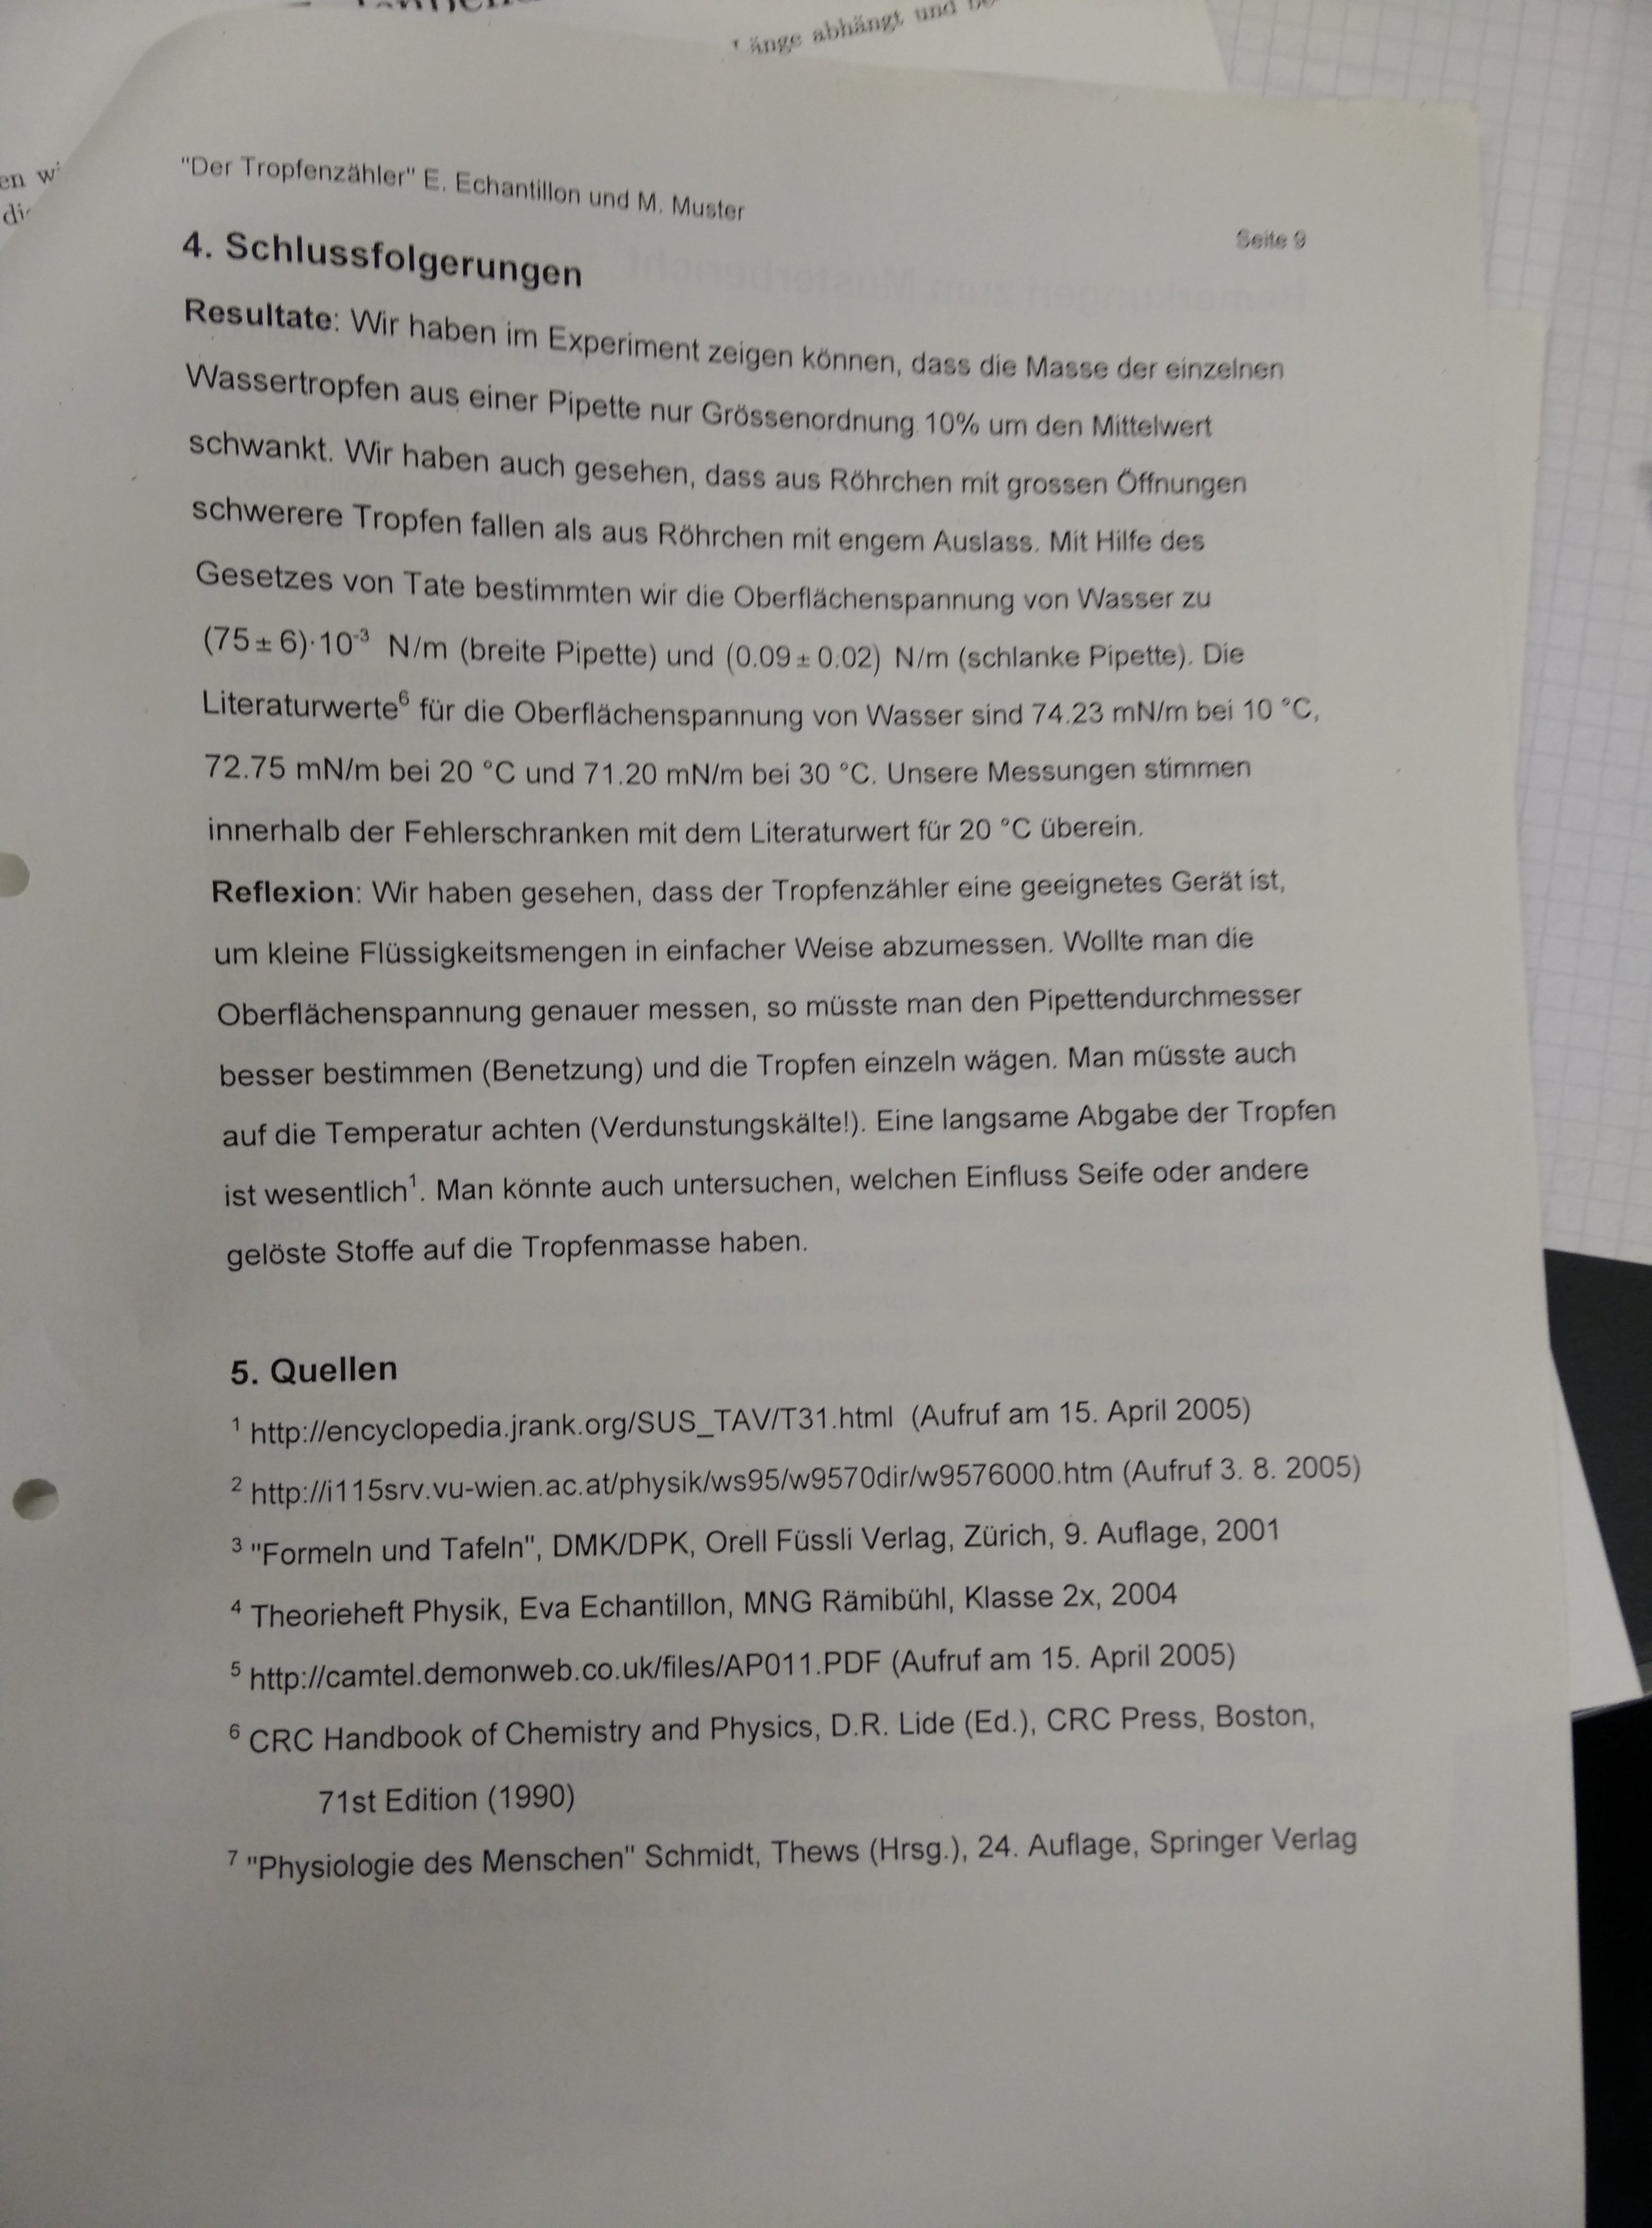 Länge abhängt und
en
"Der Tropfenzähler" E. Echantillon und M. Muster
Seite 9
4. Schlussfolgerungen
Resultate: Wir haben im Experiment zeigen können, dass die Masse der einzelnen
Wassertropfen aus einer Pipette nur Grössenordnung 10% um den Mittelwert
schwankt. Wir haben auch gesehen, dass aus Röhrchen mit grossen Öffnungen
schwerere Tropfen fallen als aus Röhrchen mit engem Auslass. Mit Hilfe des
Gesetzes von Tate bestimmten wir die Oberflächenspannung von Wasser zu
(75 ± 6)·10⁻³ N/m (breite Pipette) und (0.09 ± 0.02) N/m (schlanke Pipette). Die
Literaturwerte⁶ für die Oberflächenspannung von Wasser sind 74.23 mN/m bei 10 °C,
72.75 mN/m bei 20 °C und 71.20 mN/m bei 30 °C. Unsere Messungen stimmen
innerhalb der Fehlerschranken mit dem Literaturwert für 20 °C überein.
Reflexion: Wir haben gesehen, dass der Tropfenzähler eine geeignetes Gerät ist,
um kleine Flüssigkeitsmengen in einfacher Weise abzumessen. Wollte man die
Oberflächenspannung genauer messen, so müsste man den Pipettendurchmesser
besser bestimmen (Benetzung) und die Tropfen einzeln wägen. Man müsste auch
auf die Temperatur achten (Verdunstungskälte!). Eine langsame Abgabe der Tropfen
ist wesentlich¹. Man könnte auch untersuchen, welchen Einfluss Seife oder andere
gelöste Stoffe auf die Tropfenmasse haben.
5. Quellen
¹ http://encyclopedia.jrank.org/SUS_TAV/T31.html (Aufruf am 15. April 2005)
² http://i115srv.vu-wien.ac.at/physik/ws95/w9570dir/w9576000.htm (Aufruf 3. 8. 2005)
³ "Formeln und Tafeln", DMK/DPK, Orell Füssli Verlag, Zürich, 9. Auflage, 2001
⁴ Theorieheft Physik, Eva Echantillon, MNG Rämibühl, Klasse 2x, 2004
⁵ http://camtel.demonweb.co.uk/files/AP011.PDF (Aufruf am 15. April 2005)
⁶ CRC Handbook of Chemistry and Physics, D.R. Lide (Ed.), CRC Press, Boston,
71st Edition (1990)
⁷ "Physiologie des Menschen" Schmidt, Thews (Hrsg.), 24. Auflage, Springer Verlag